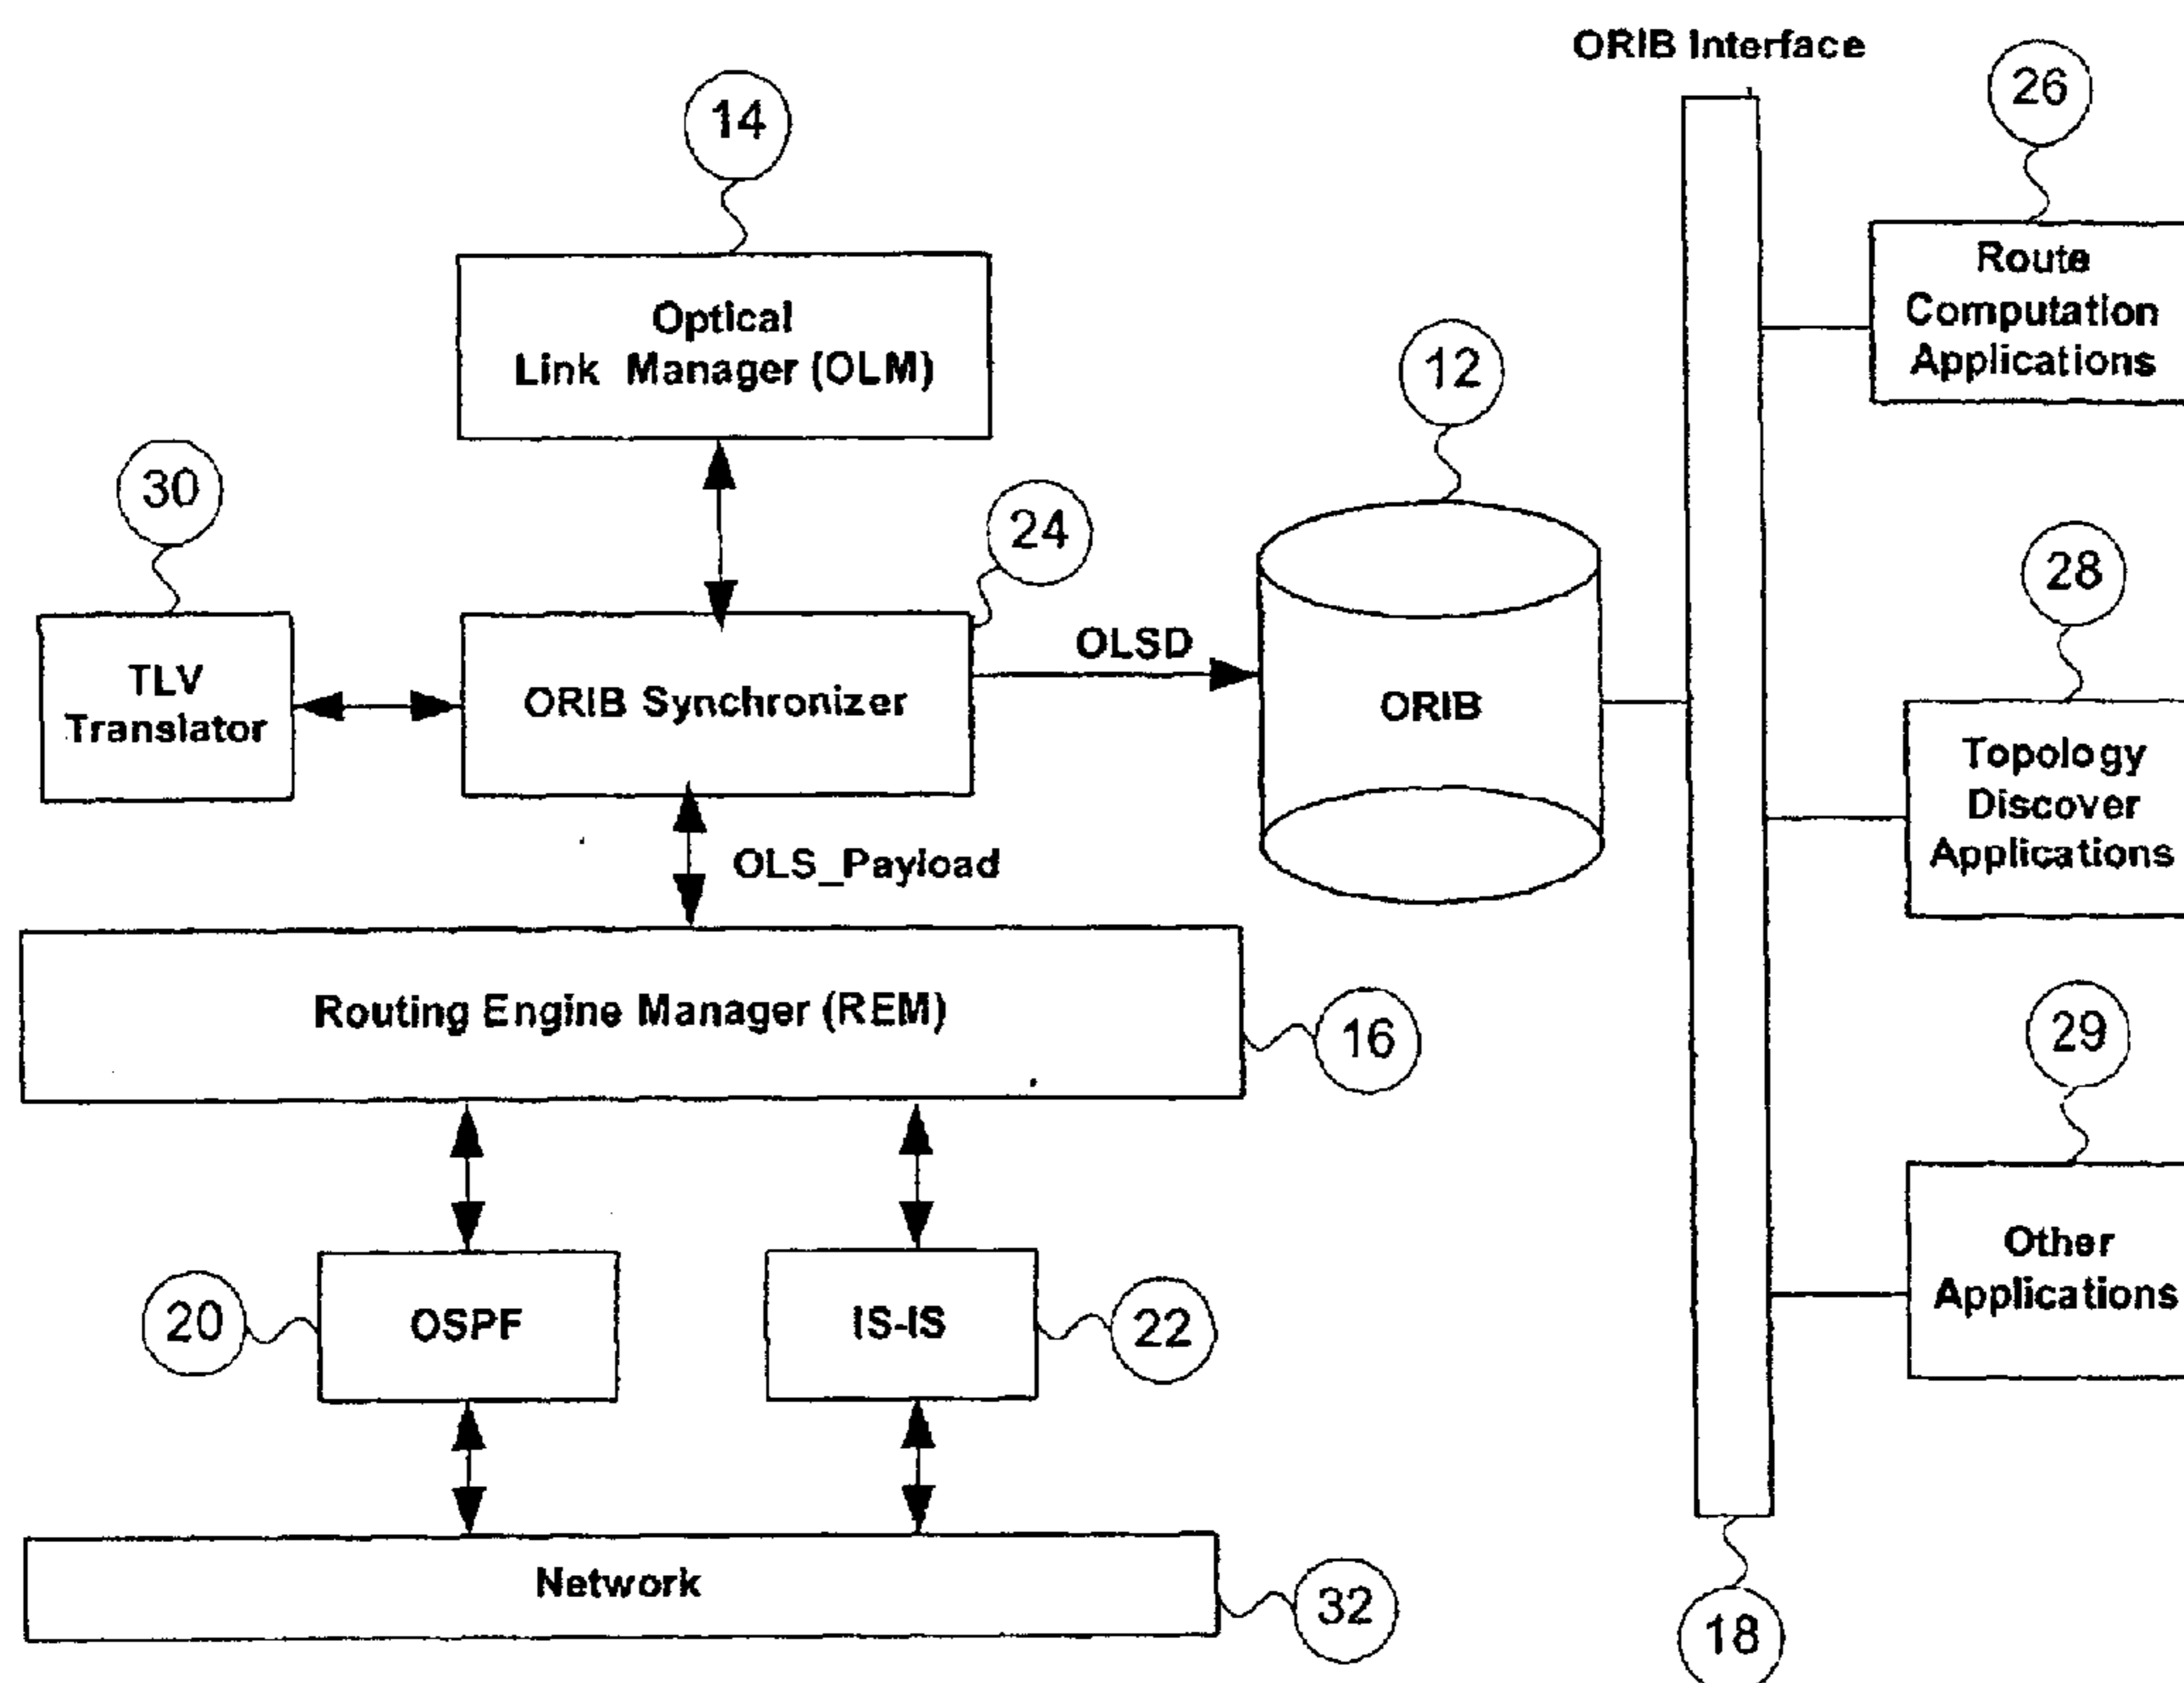 ORIB Interface
26
14
Route
Computation
Applications
Optical
Link Manager (OLM)
12
30
24
28
TLV
Translator
ORIB Synchronizer
OLSD
ORIB
Topology
Discover
Applications
OLS_Payload
Routing Engine Manager (REM)
16
29
Other
Applications
20
OSPF
IS-IS
22
Network
32
18